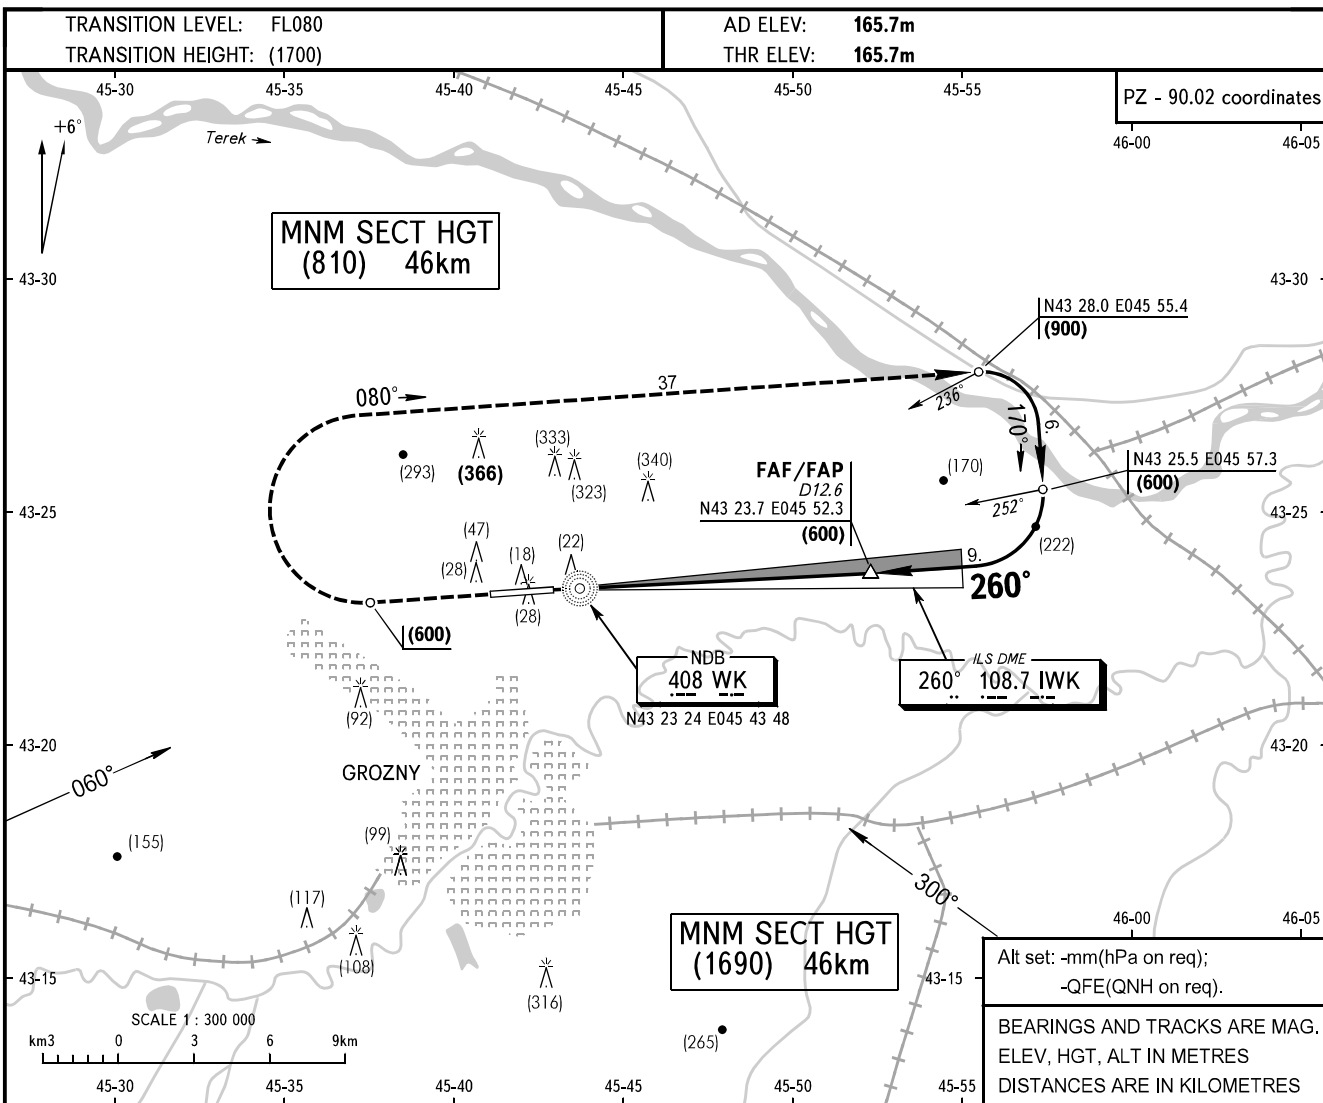 TRANSITION LEVEL: FL080
TRANSITION HEIGHT: (1700)
AD ELEV: 165.7m
THR ELEV: 165.7m
45-30 45-35 45-40 45-45 45-50 45-55
PZ - 90.02 coordinates
46-00 46-05
+6°
Terek
MNM SECT HGT
(810) 46km
43-30 43-30
N43 28.0 E045 55.4
(900)
080°
37
236°
170°
6.
(293)
(366)
(333)
(323)
(340)
FAF/FAP
D12.6
N43 23.7 E045 52.3
(600)
(170)
N43 25.5 E045 57.3
(600)
252°
43-25 43-25
(222)
(47)
(28)
(18)
(28)
(22)
9.
260°
(600)
NDB
408 WK
N43 23 24 E045 43 48
ILS DME
260° 108.7 IWK
(92)
43-20 43-20
GROZNY
060°
(155)
(99)
(117)
(108)
(316)
300°
MNM SECT HGT
(1690) 46km
(265)
46-00 46-05
43-15 43-15
Alt set: -mm(hPa on req);
-QFE(QNH on req).
BEARINGS AND TRACKS ARE MAG.
ELEV, HGT, ALT IN METRES
DISTANCES ARE IN KILOMETRES
SCALE 1 : 300 000
km3 0 3 6 9km
45-30 45-35 45-40 45-45 45-50 45-55